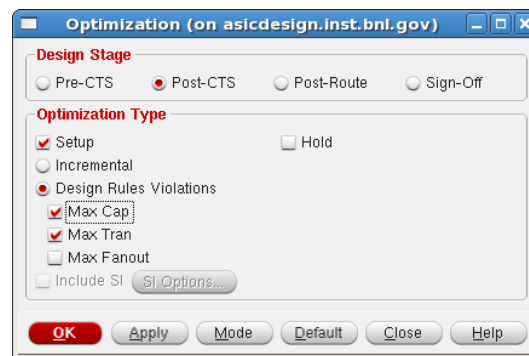 Optimization (on asicdesign.inst.bnl.gov)
Design Stage
Pre-CTS Post-CTS Post-Route Sign-Off
Optimization Type
Setup Hold
Incremental
Design Rules Violations
Max Cap
Max Tran
Max Fanout
Include SI SI Options...
OK Apply Mode Default Close Help